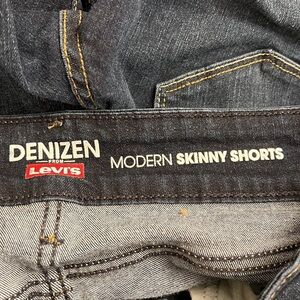 DENIZEN
FROM
LEVI'S
MODERN SKINNY SHORTS